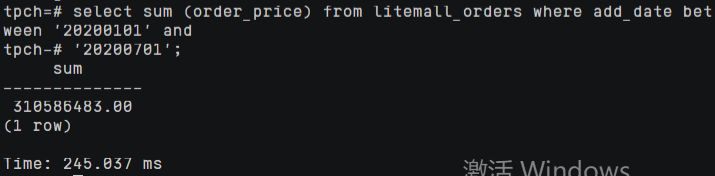 tpch=# select sum (order_price) from litemall_orders where add_date bet
ween '20200101' and
tpch-# '20200701';
sum
--------------
310586483.00
(1 row)
Time: 245.037 ms
激活 Windows